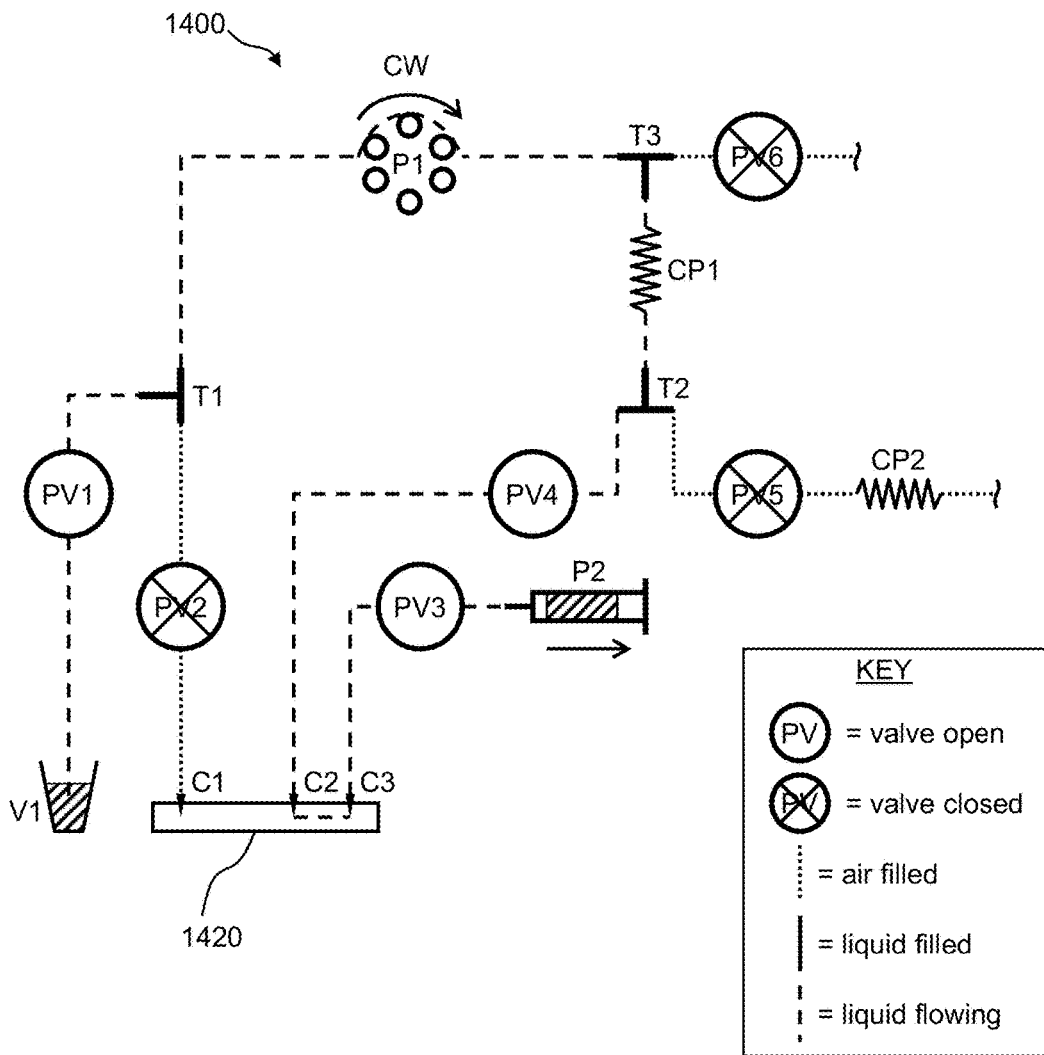 1400
CW
P1
T3
PV6
CP1
T1
T2
PV1
PV4
PV5
CP2
PV2
PV3
P2
C1
C2
C3
V1
1420
KEY
PV = valve open
PV = valve closed
= air filled
= liquid filled
= liquid flowing